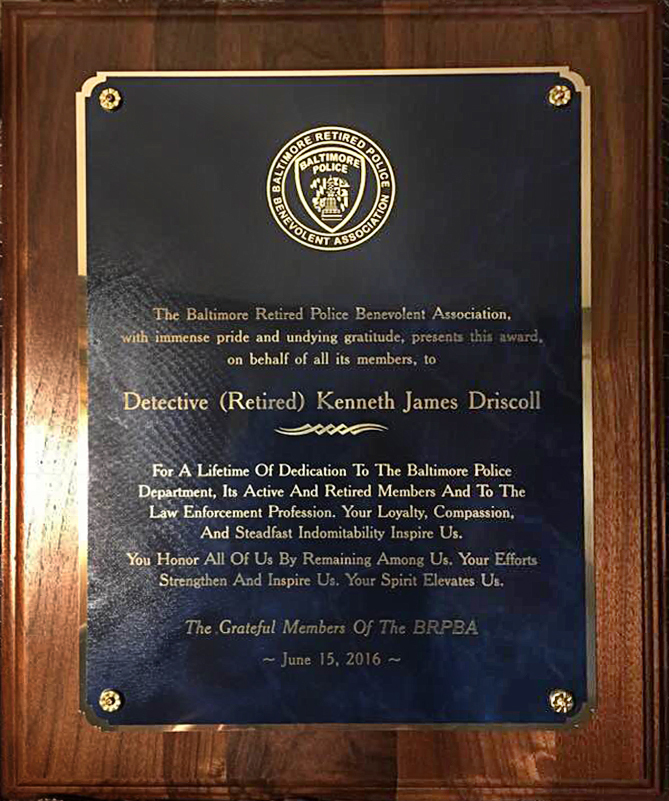 BALTIMORE RETIRED POLICE
BENEVOLENT ASSOCIATION
BALTIMORE
POLICE
The Baltimore Retired Police Benevolent Association,
with immense pride and undying gratitude, presents this award,
on behalf of all its members, to
Detective (Retired) Kenneth James Driscoll
For A Lifetime Of Dedication To The Baltimore Police
Department, Its Active And Retired Members And To The
Law Enforcement Profession. Your Loyalty, Compassion,
And Steadfast Indomitability Inspire Us.
You Honor All Of Us By Remaining Among Us. Your Efforts
Strengthen And Inspire Us. Your Spirit Elevates Us.
The Grateful Members Of The BRPBA
~ June 15, 2016 ~